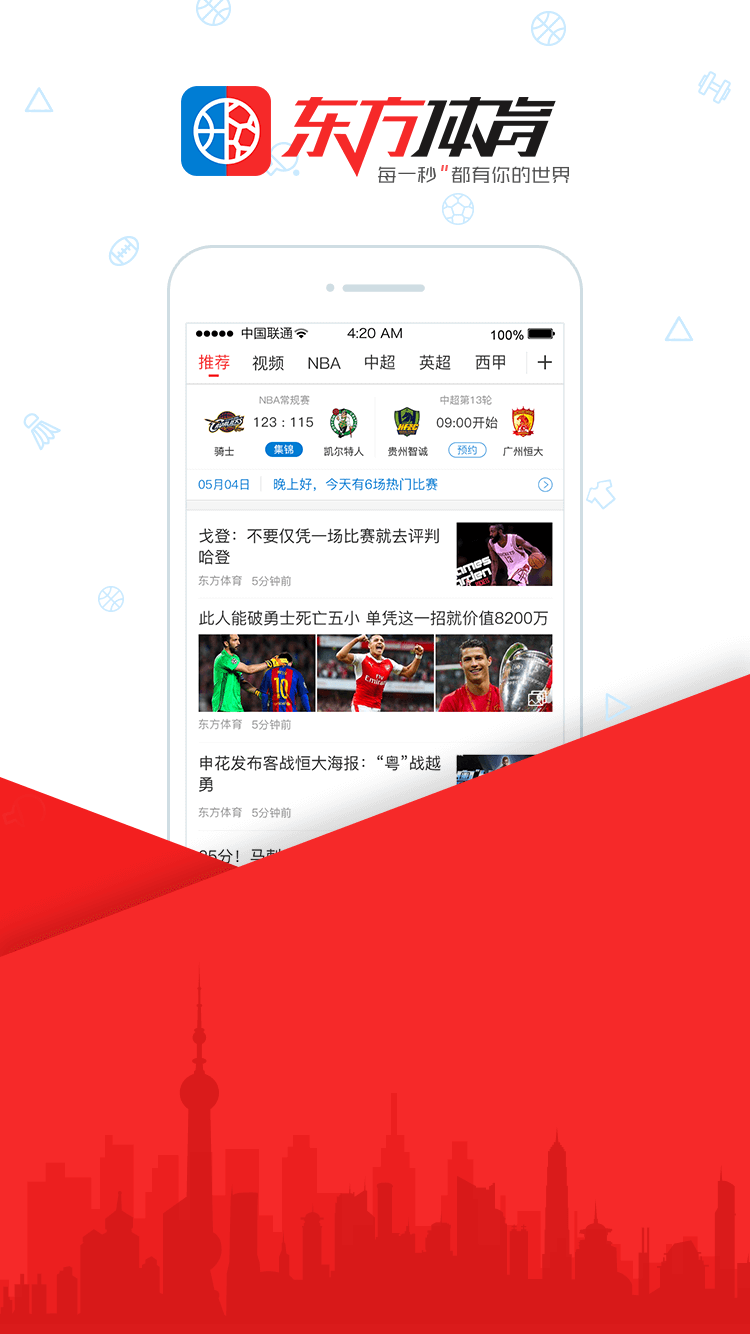 东方体育
每一秒"都有你的世界
中国联通
4:20 AM
100%
推荐 视频 NBA 中超 英超 西甲 +
NBA常规赛
中超第13轮
CAVALIERS
123 : 115
09:00开始
骑士
集锦
凯尔特人
贵州智诚
预约
广州恒大
05月04日
晚上好，今天有6场热门比赛
戈登：不要仅凭一场比赛就去评判
哈登
东方体育 5分钟前
此人能破勇士死亡五小 单凭这一招就价值8200万
10
东方体育 5分钟前
申花发布客战恒大海报：“粤”战越
勇
东方体育 5分钟前